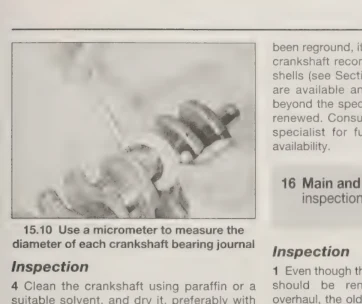 15.10 Use a micrometer to measure the
diameter of each crankshaft bearing journal
Inspection
4 Clean the crankshaft using paraffin or a
suitable solvent, and dry it, preferably with
been reground, i
crankshaft recon
shells (see Secti
are available an
beyond the spec
renewed. Consu
specialist for fu
availability.
16 Main and
inspection
Inspection
1 Even though th
should be ren
overhaul, the old